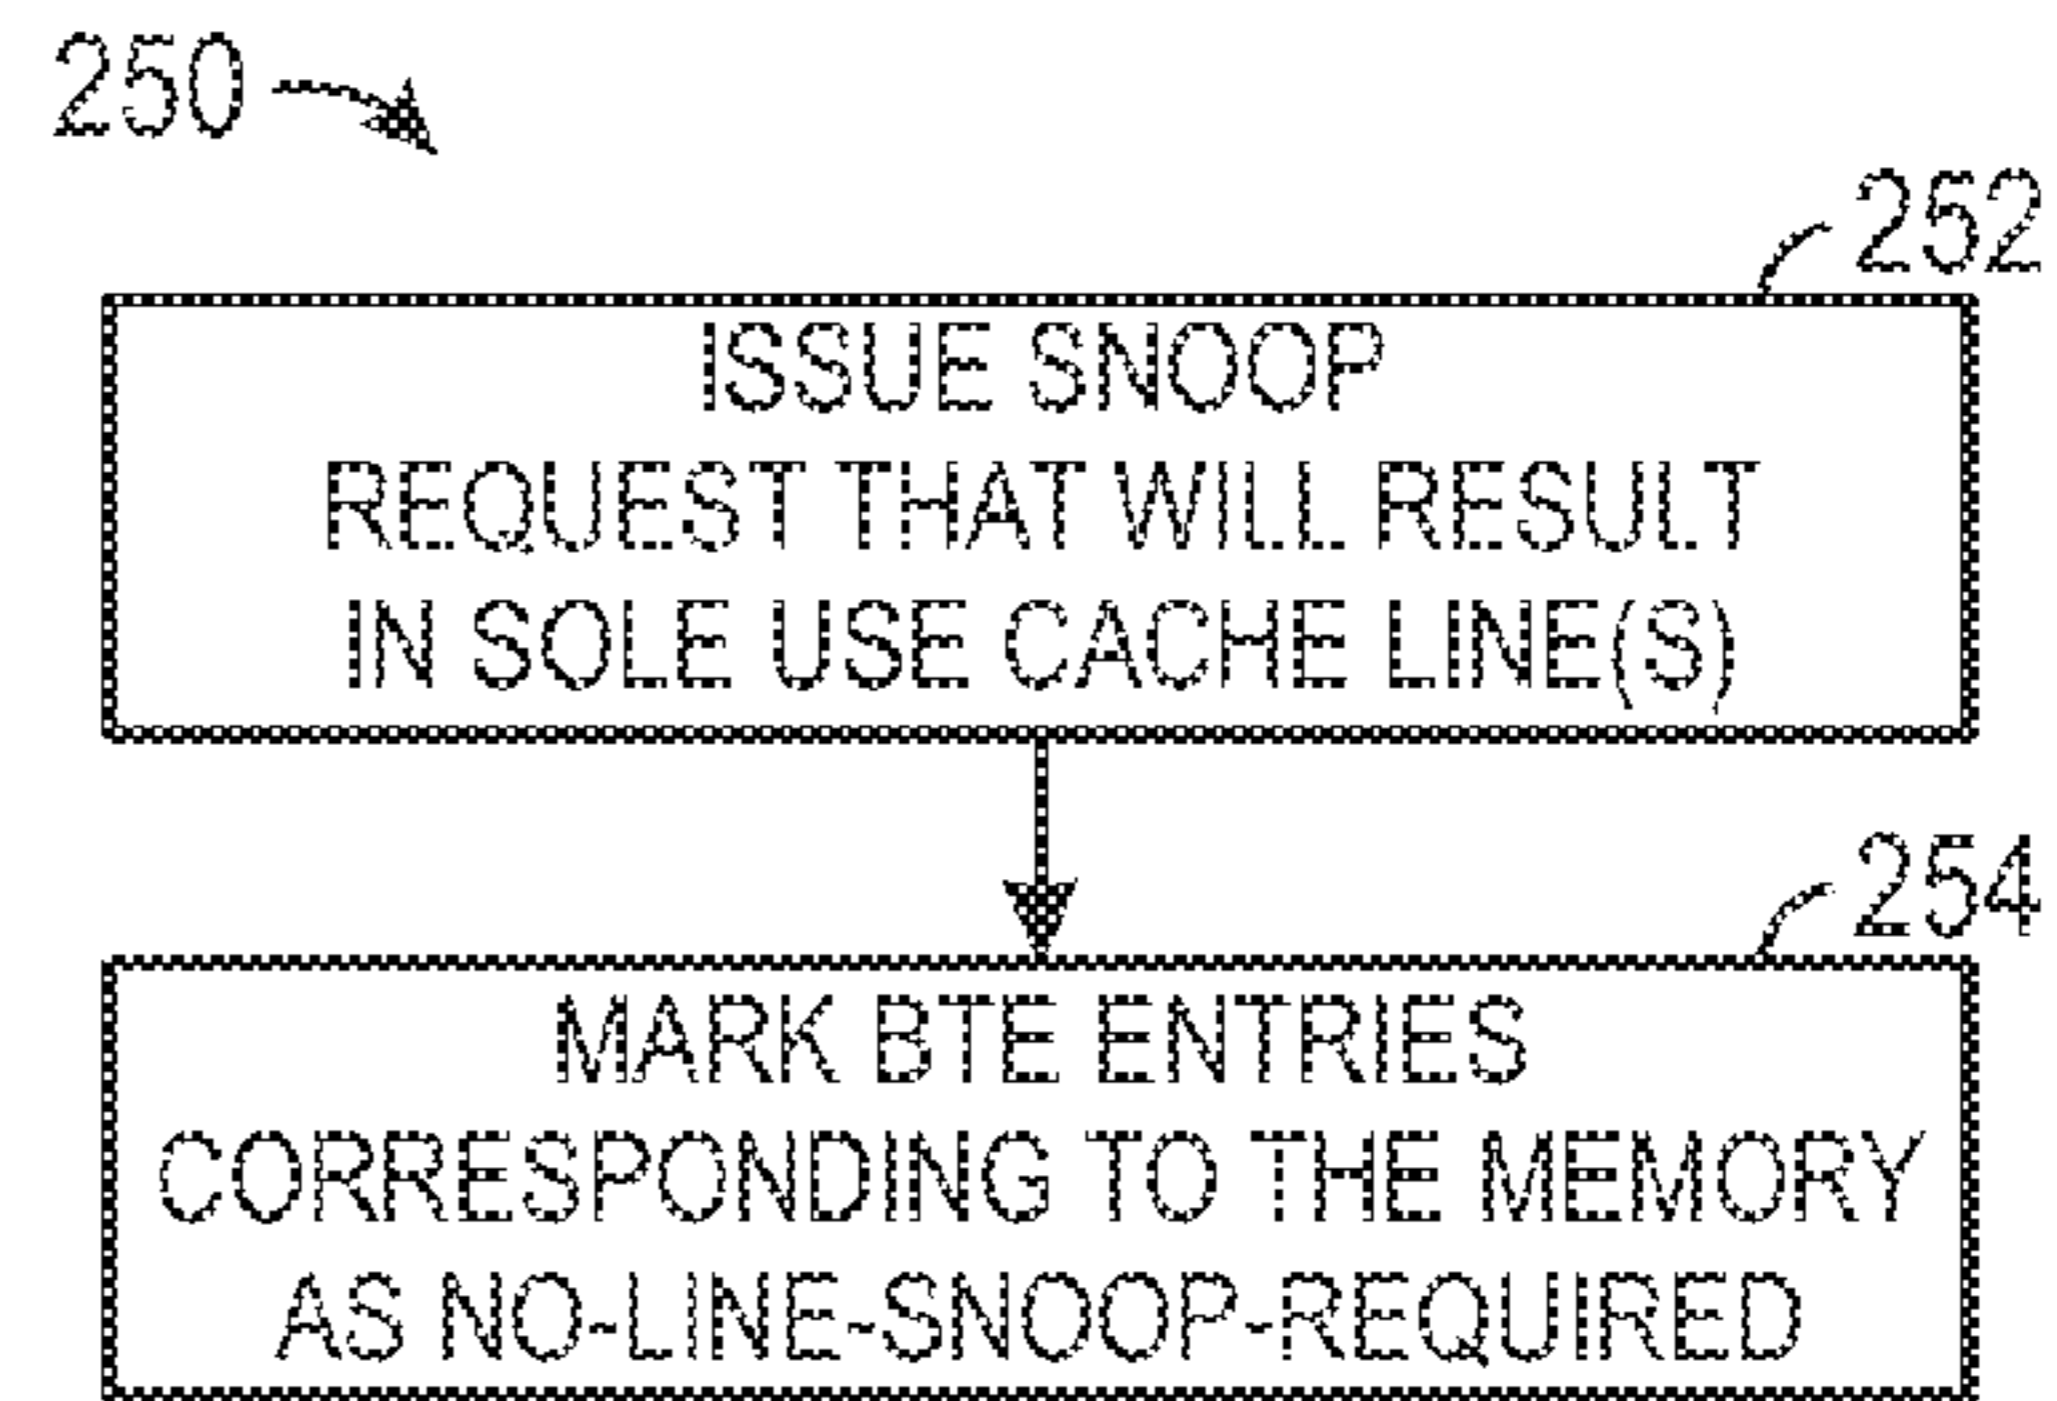 250
252
ISSUE SNOOP
REQUEST THAT WILL RESULT
IN SOLE USE CACHE LINE(S)
254
MARK BTE ENTRIES
CORRESPONDING TO THE MEMORY
AS NO-LINE-SNOOP-REQUIRED